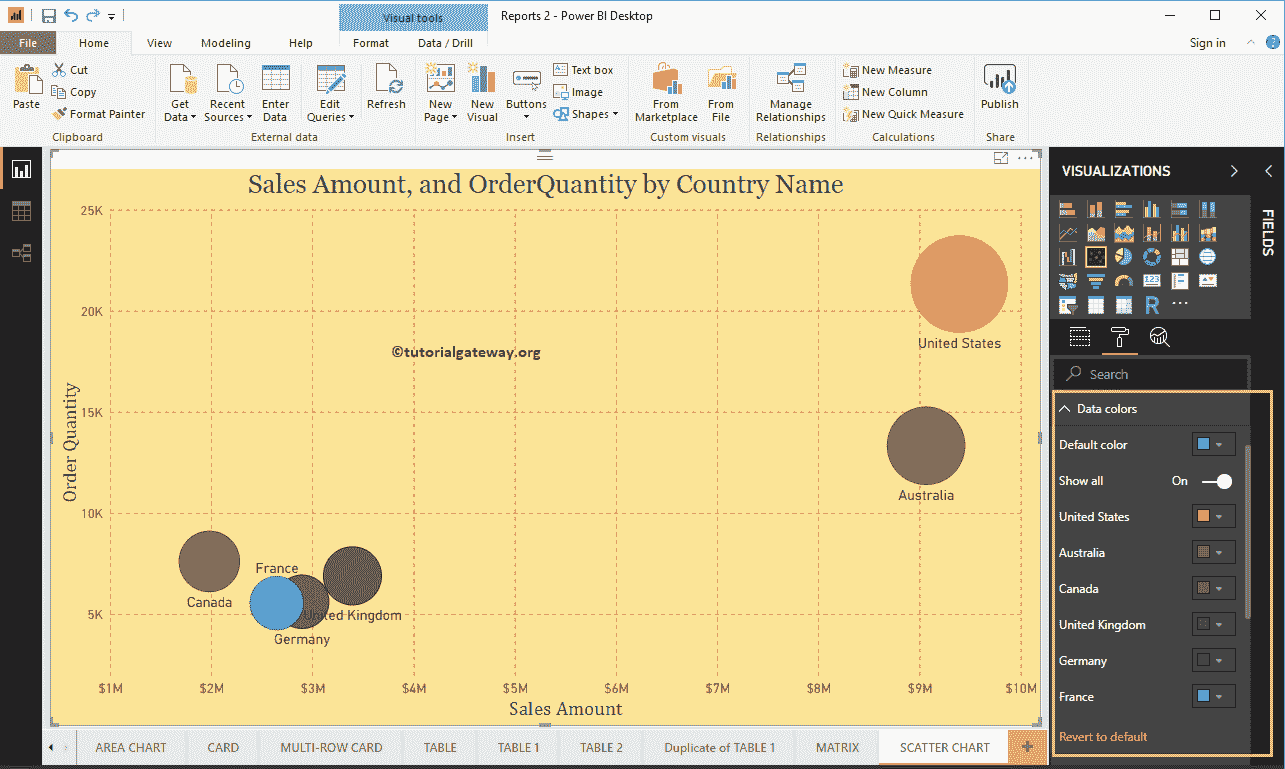 Visual tools
Reports 2 - Power BI Desktop
File Home View Modeling Help Format Data / Drill Sign in
Paste
Cut
Copy
Format Painter
Get Data
Recent Sources
Enter Data
Edit Queries
Refresh
New Page
New Visual
Buttons
Text box
Image
Shapes
From Marketplace
From File
Manage Relationships
New Measure
New Column
New Quick Measure
Publish
Clipboard External data Insert Custom visuals Relationships Calculations Share
Sales Amount, and OrderQuantity by Country Name
25K
20K
15K
10K
5K
Order Quantity
©tutorialgateway.org
United States
Australia
France
Canada
United Kingdom
Germany
$1M $2M $3M $4M $5M $6M $7M $8M $9M $10M
Sales Amount
VISUALIZATIONS
FIELDS
123
R
Search
Data colors
Default color
Show all On
United States
Australia
Canada
United Kingdom
Germany
France
Revert to default
AREA CHART CARD MULTI-ROW CARD TABLE TABLE 1 TABLE 2 Duplicate of TABLE 1 MATRIX SCATTER CHART +